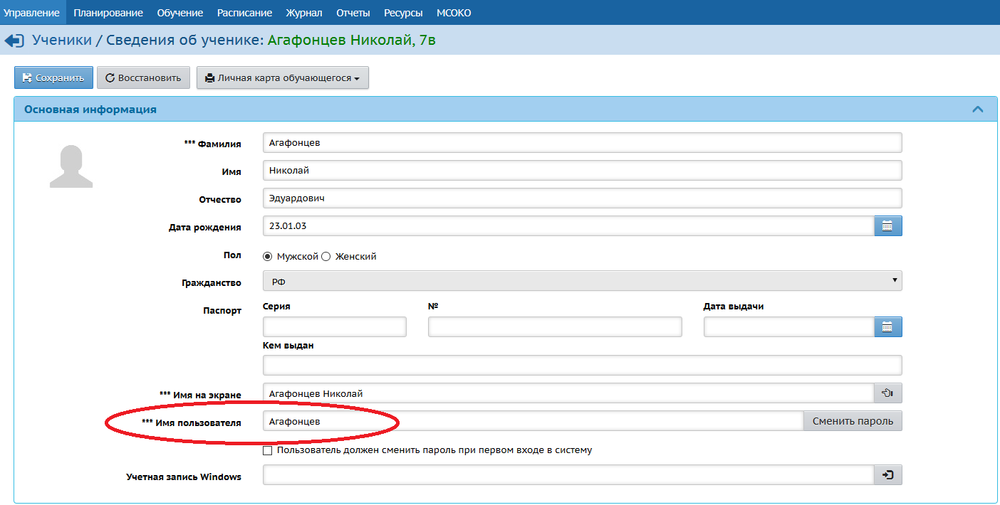 Управление Планирование Обучение Расписание Журнал Отчеты Ресурсы МСОКО
Ученики / Сведения об ученике: Агафонцев Николай, 7в
Сохранить Восстановить Личная карта обучающегося
Основная информация
*** Фамилия Агафонцев
Имя Николай
Отчество Эдуардович
Дата рождения 23.01.03
Пол Мужской Женский
Гражданство РФ
Паспорт Серия № Дата выдачи
Кем выдан
*** Имя на экране Агафонцев Николай
*** Имя пользователя Агафонцев Сменить пароль
Пользователь должен сменить пароль при первом входе в систему
Учетная запись Windows